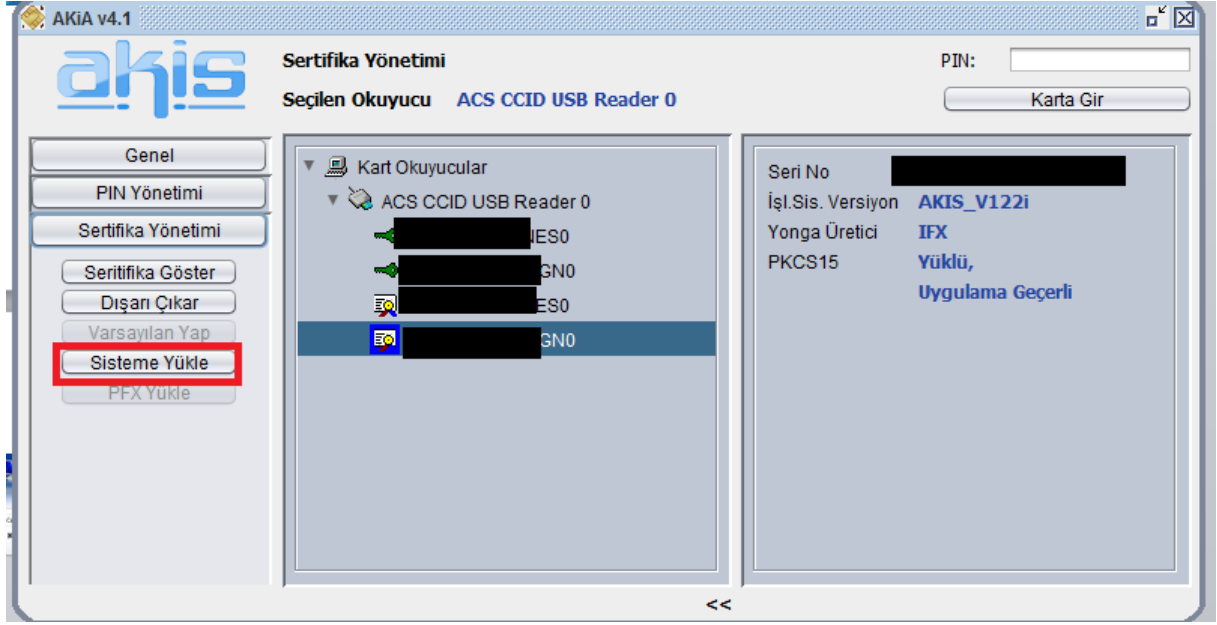 AKiA v4.1
akis
Sertifika Yönetimi
PIN:
Seçilen Okuyucu ACS CCID USB Reader 0
Karta Gir
Genel
PIN Yönetimi
Sertifika Yönetimi
Seritifika Göster
Dışarı Çıkar
Varsayılan Yap
Sisteme Yükle
PFX Yükle
Kart Okuyucular
ACS CCID USB Reader 0
ES0
GN0
ES0
GN0
Seri No
İşl.Sis. Versiyon AKIS_V122i
Yonga Üretici IFX
PKCS15 Yüklü,
Uygulama Geçerli
<<